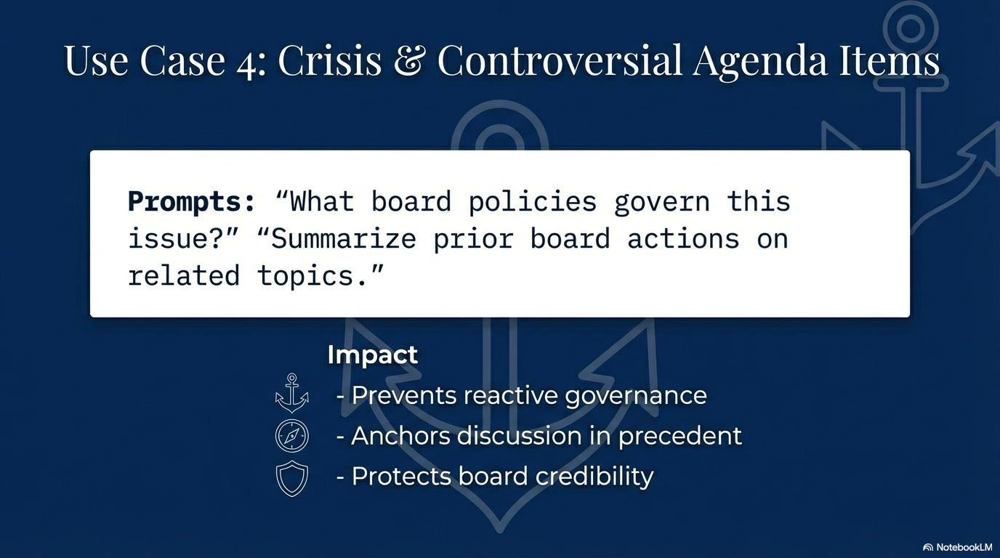 Use Case 4: Crisis & Controversial Agenda Items
Prompts: “What board policies govern this
issue?” “Summarize prior board actions on
related topics.”
Impact
- Prevents reactive governance
- Anchors discussion in precedent
- Protects board credibility
NotebookLM